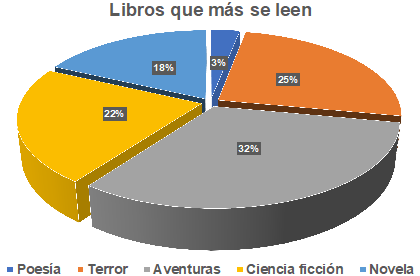 Libros que más se leen
3%
25%
32%
22%
18%
Poesía Terror Aventuras Ciencia ficción Novela